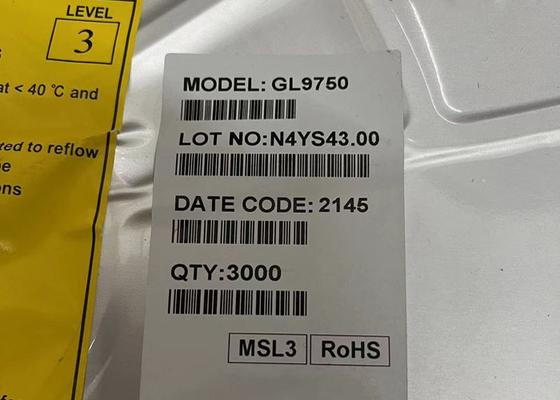 LEVEL
3
at < 40 °C and
ted to reflow
e
ns
MODEL: GL9750
LOT NO:N4YS43.00
DATE CODE: 2145
QTY:3000
MSL3 RoHS